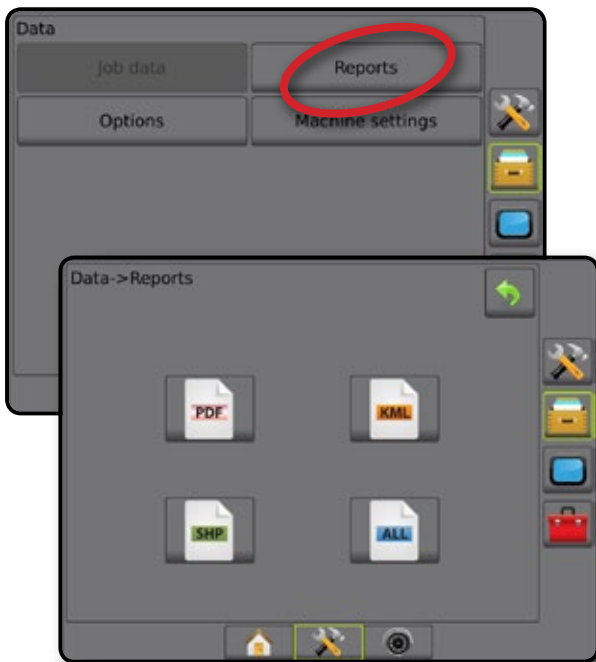 Data
Job data
Reports
Options
Machine settings
Data->Reports
PDF
KML
SHP
ALL